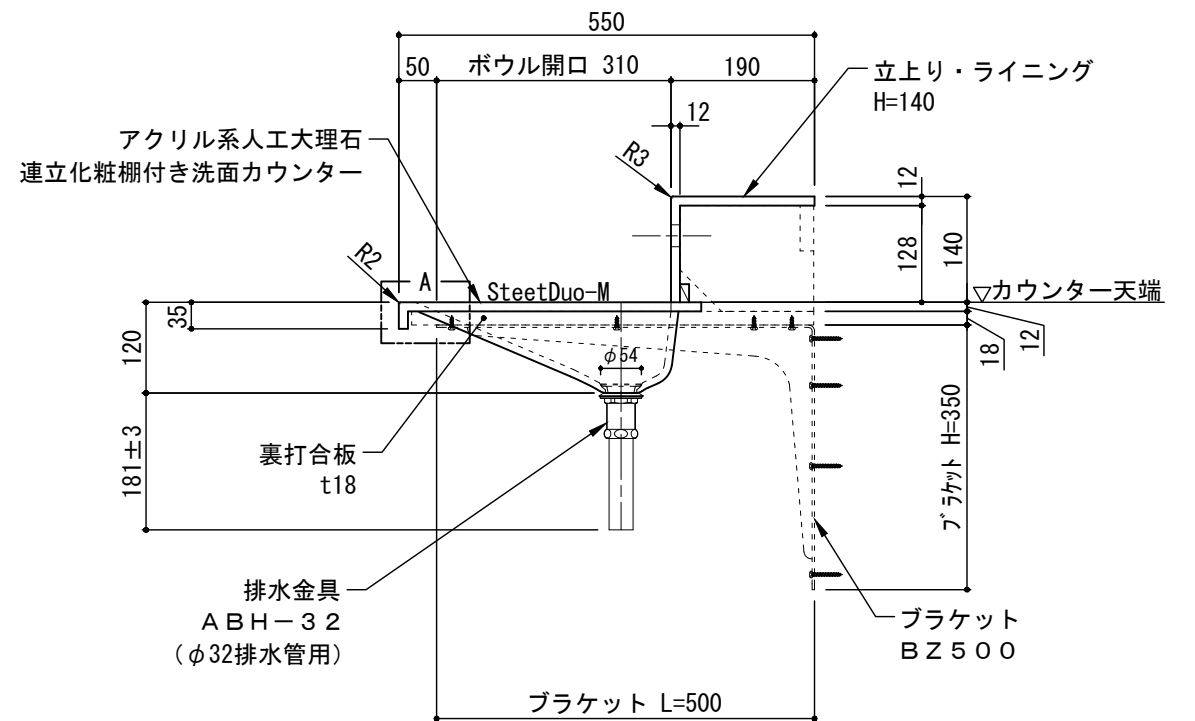 550
50
ボウル開口 310
190
立上り・ライニング
H=140
12
アクリル系人工大理石
連立化粧棚付き洗面カウンター
R3
12
128
140
R2
A
SteetDuo-M
▽カウンター天端
35
120
12
18
φ54
ブラケット H=350
裏打合板
t18
181±3
排水金具
ABH-32
(φ32排水管用)
ブラケット
BZ500
ブラケット L=500